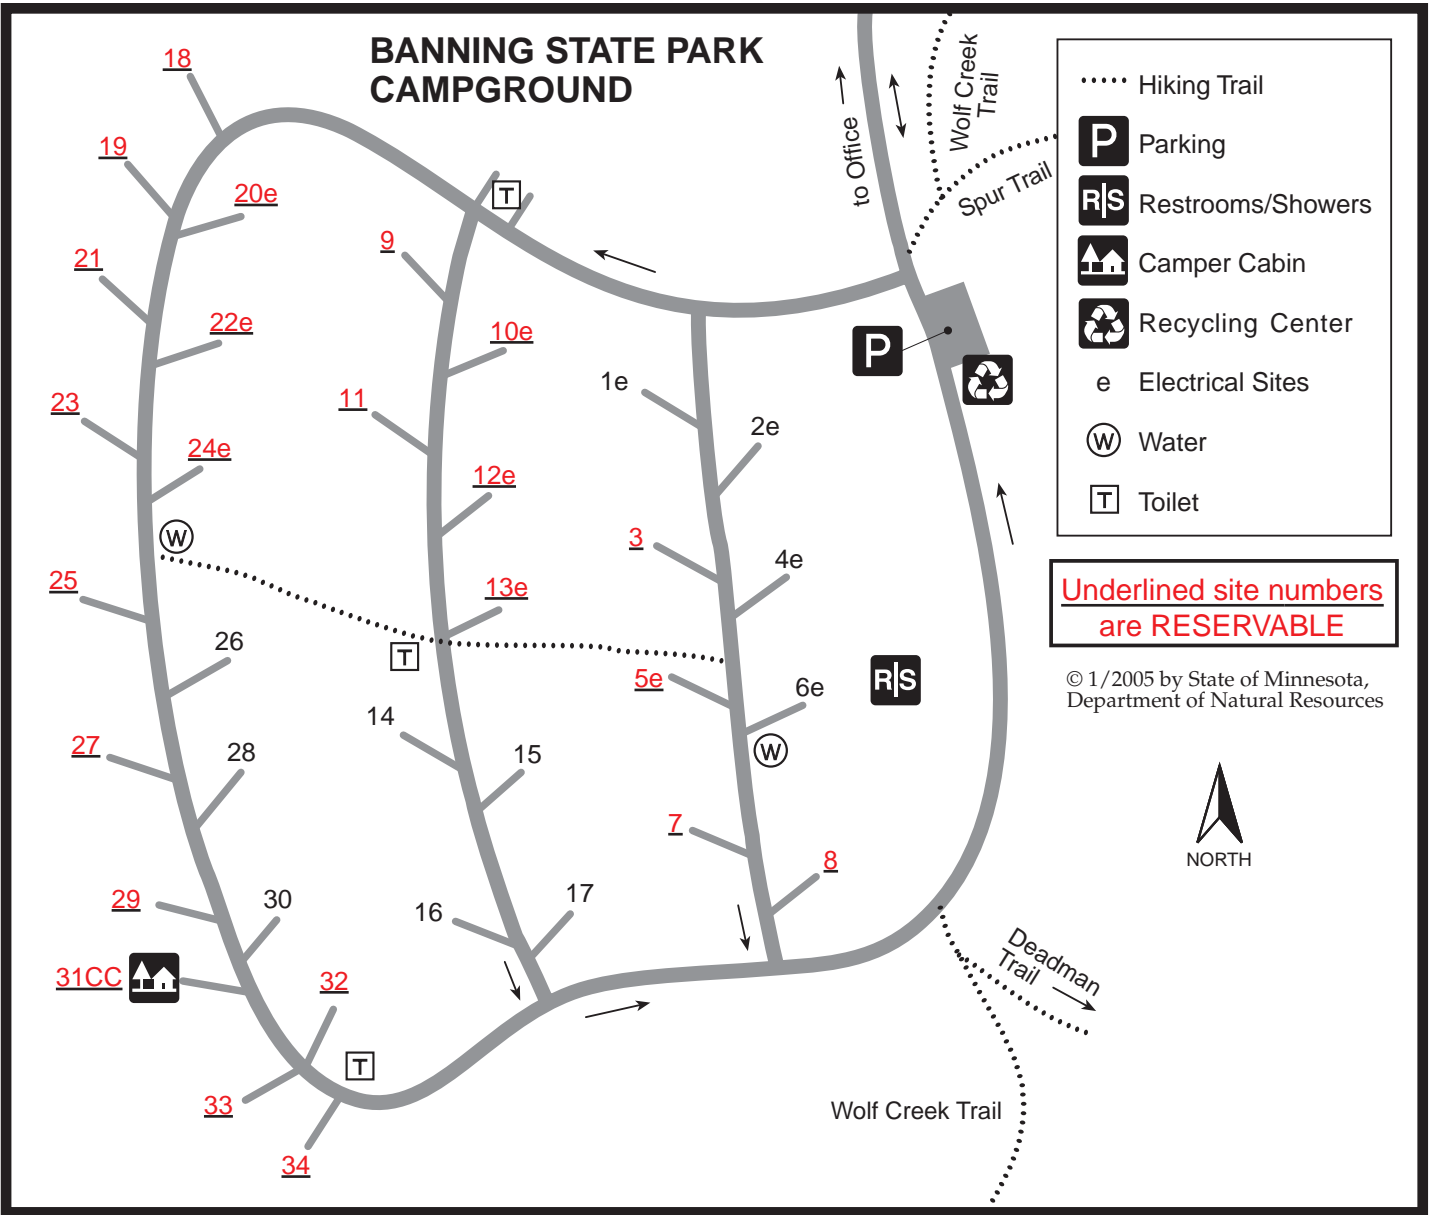 BANNING STATE PARK
CAMPGROUND
18
19
20e
21
22e
23
24e
W
25
26
27
28
29
30
31CC
32
33
34
T
T
9
10e
11
12e
13e
T
14
15
16
17
1e
2e
3
4e
5e
6e
W
7
8
R|S
P
to Office
Wolf Creek
Trail
Spur Trail
Deadman
Trail
Wolf Creek Trail
Hiking Trail
P Parking
R|S Restrooms/Showers
Camper Cabin
Recycling Center
e Electrical Sites
W Water
T Toilet
Underlined site numbers
are RESERVABLE
© 1/2005 by State of Minnesota,
Department of Natural Resources
NORTH